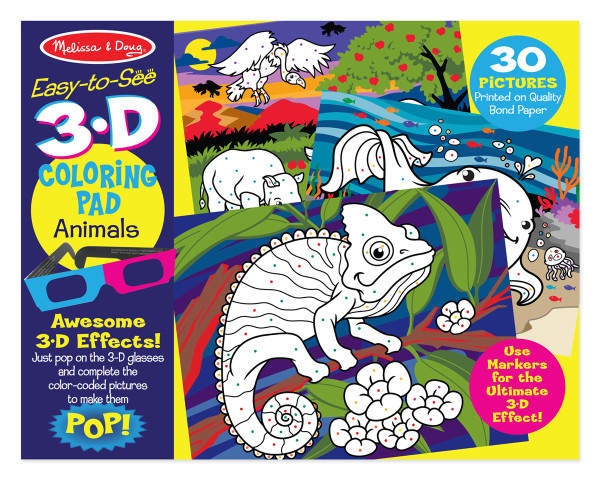 Melissa & Doug
Easy-to-See
3•D
COLORING
PAD
Animals
Awesome
3•D Effects!
Just pop on the 3-D glasses
and complete the
color-coded pictures
to make them
POP!
30
PICTURES
Printed on Quality
Bond Paper
Use
Markers
for the
Ultimate
3•D
Effect!